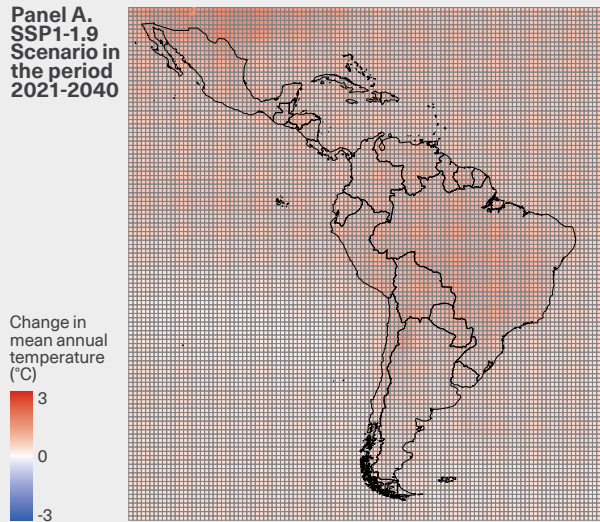 Panel A.
SSP1-1.9
Scenario in
the period
2021-2040
Change in
mean annual
temperature
(°C)
3
0
-3